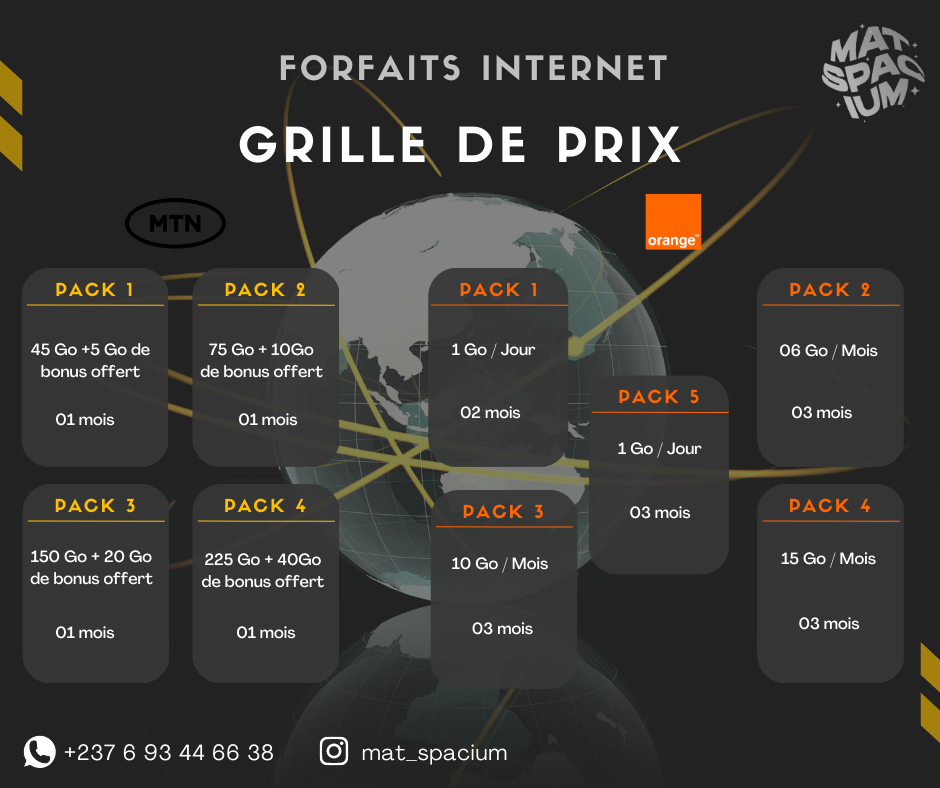 MAT
SPAC
IUM
FORFAITS INTERNET
GRILLE DE PRIX
MTN
PACK 1
45 Go +5 Go de
bonus offert
01 mois
PACK 2
75 Go + 10Go
de bonus offert
01 mois
PACK 3
150 Go + 20 Go
de bonus offert
01 mois
PACK 4
225 Go + 40Go
de bonus offert
01 mois
orange™
PACK 1
1 Go / Jour
02 mois
PACK 2
06 Go / Mois
03 mois
PACK 5
1 Go / Jour
03 mois
PACK 3
10 Go / Mois
03 mois
PACK 4
15 Go / Mois
03 mois
+237 6 93 44 66 38
mat_spacium